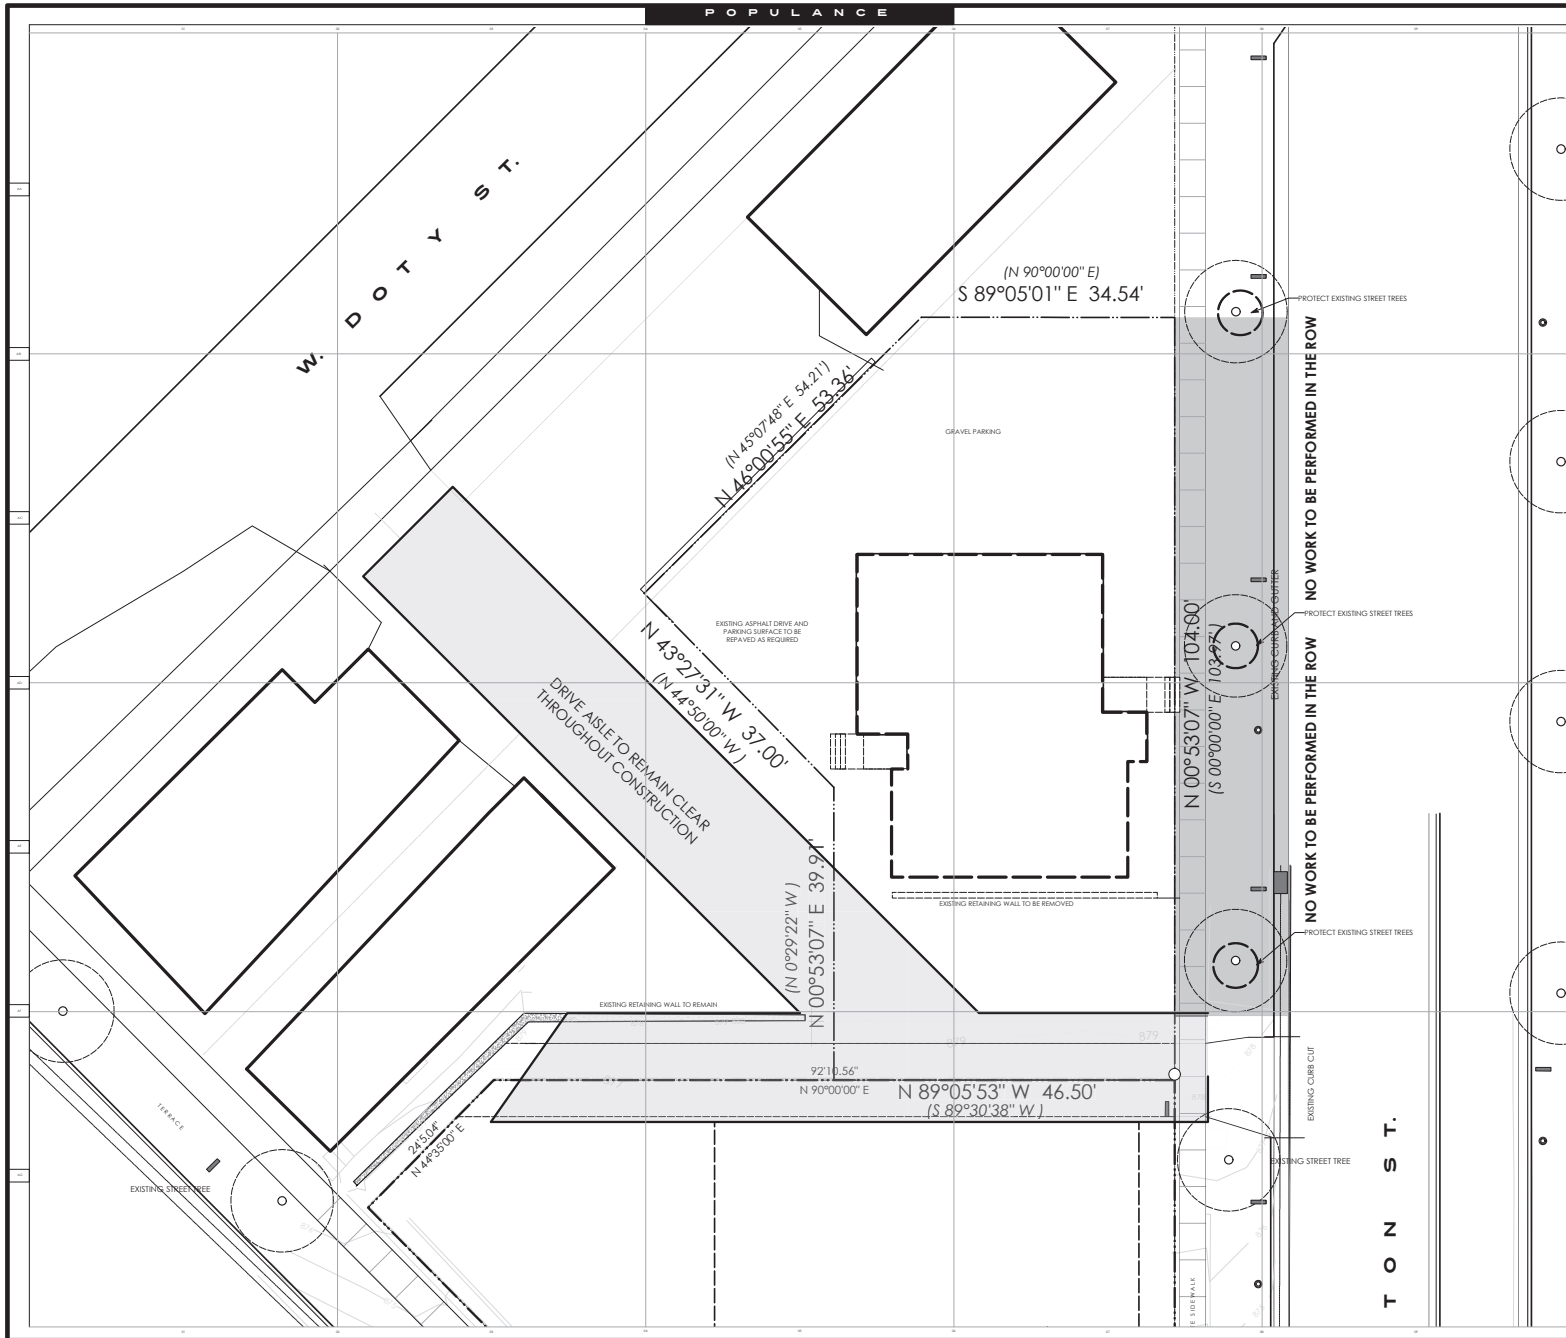 POPULANCE
W. DOTY ST.
(N 90°00'00" E)
S 89°05'01" E 34.54'
PROTECT EXISTING STREET TREES
NO WORK TO BE PERFORMED IN THE ROW
(N 45°07'48" E 54.21')
N 46°00'55" E 53.36'
GRAVEL PARKING
EXISTING CURB AND GUTTER
EXISTING ASPHALT DRIVE AND
PARKING SURFACE TO BE
REPAVED AS REQUIRED
PROTECT EXISTING STREET TREES
N 43°27'31" W 37.00'
(N 44°50'00" W )
N 00°53'07" W 104.00'
(S 00°00'00" E 103.97')
DRIVE AISLE TO REMAIN CLEAR
THROUGHOUT CONSTRUCTION
NO WORK TO BE PERFORMED IN THE ROW
(N 0°29'22" W )
N 00°53'07" E 39.91'
EXISTING RETAINING WALL TO BE REMOVED
PROTECT EXISTING STREET TREES
EXISTING RETAINING WALL TO REMAIN
879
879
92'10.56"
N 90°00'00" E
N 89°05'53" W 46.50'
(S 89°30'38" W )
EXISTING CURB CUT
TERRACE
24'5.04"
N 44°35'00" E
EXISTING STREET TREE
EXISTING STREET TREE
TON ST.
E SIDEWALK